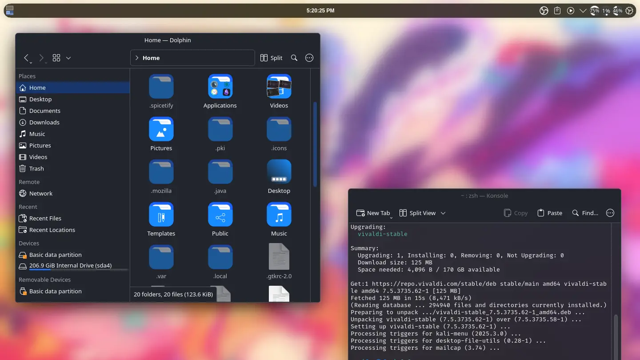 5:20:25 PM
Home — Dolphin
Home
Split
Places
Home
Desktop
Documents
Downloads
Music
Pictures
Videos
Trash
Remote
Network
Recent
Recent Files
Recent Locations
Devices
Basic data partition
206.9 GiB Internal Drive (sda4)
Removable Devices
Basic data partition
.spicetify
Applications
Videos
Pictures
.pki
.icons
.mozilla
.java
Desktop
Templates
Public
Music
.var
.local
.gtkrc-2.0
20 folders, 20 files (123.6 KiB)
~ : zsh — Konsole
New Tab
Split View
Copy
Paste
Find...
Upgrading:
vivaldi-stable
Summary:
Upgrading: 1, Installing: 0, Removing: 0, Not Upgrading: 0
Download size: 125 MB
Space needed: 4,096 B / 170 GB available
Get:1 https://repo.vivaldi.com/stable/deb stable/main amd64 vivaldi-stab
le amd64 7.5.3735.62-1 [125 MB]
Fetched 125 MB in 15s (8,471 kB/s)
(Reading database ... 294940 files and directories currently installed.)
Preparing to unpack .../vivaldi-stable_7.5.3735.62-1_amd64.deb ...
Unpacking vivaldi-stable (7.5.3735.62-1) over (7.5.3735.58-1) ...
Setting up vivaldi-stable (7.5.3735.62-1) ...
Processing triggers for kali-menu (2025.3.0) ...
Processing triggers for desktop-file-utils (0.28-1) ...
Processing triggers for mailcap (3.74) ...